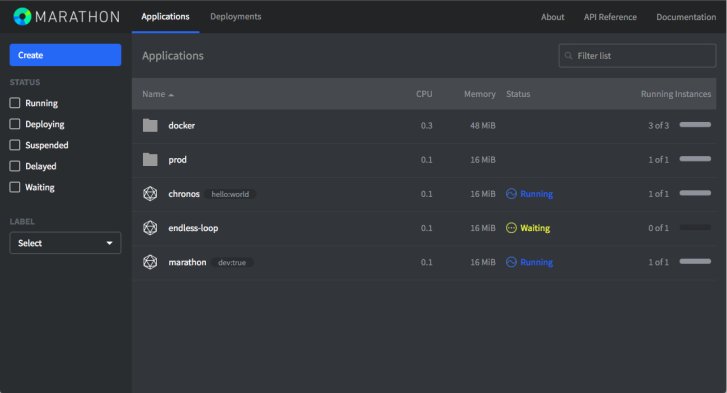 MARATHON Applications Deployments About API Reference Documentation
Create
STATUS
Running
Deploying
Suspended
Delayed
Waiting
LABEL
Select
Applications Filter list
Name CPU Memory Status Running Instances
docker 0.3 48 MiB 3 of 3
prod 0.1 16 MiB 1 of 1
chronos hello:world 0.1 16 MiB Running 1 of 1
endless-loop 0.1 16 MiB Waiting 0 of 1
marathon dev:true 0.1 16 MiB Running 1 of 1